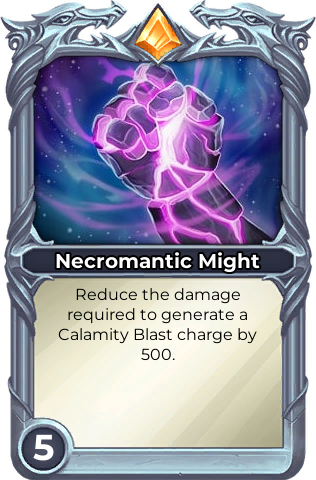 Necromantic Might
Reduce the damage
required to generate a
Calamity Blast charge by
500.
5